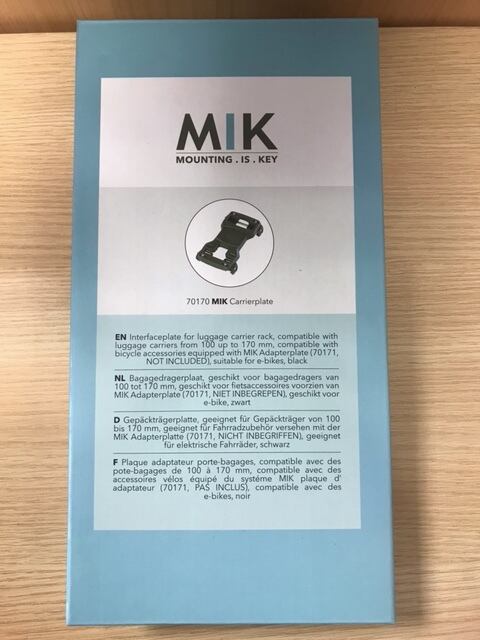 MIK
MOUNTING . IS . KEY
70170 MIK Carrierplate
EN Interfaceplate for luggage carrier rack, compatible with
luggage carriers from 100 up to 170 mm, compatible with
bicycle accessories equipped with MIK Adapterplate (70171,
NOT INCLUDED), suitable for e-bikes, black
NL Bagagedragerplaat, geschikt voor bagagedragers van
100 tot 170 mm, geschikt voor fietsaccessoires voorzien van
MIK Adapterplate (70171, NIET INBEGREPEN), geschikt voor
e-bike, zwart
D Gepäckträgerplatte, geeignet für Gepäckträger von 100
bis 170 mm, geeignet für Fahrradzubehör versehen mit der
MIK Adapterplatte (70171, NICHT INBEGRIFFEN), geeignet
für elektrische Fahrräder, schwarz
F Plaque adaptateur porte-bagages, compatible avec des
pote-bagages de 100 à 170 mm, compatible avec des
accessoires vélos équipé du systéme MIK plaque d'
adaptateur (70171, PAS INCLUS), compatible avec des
e-bikes, noir